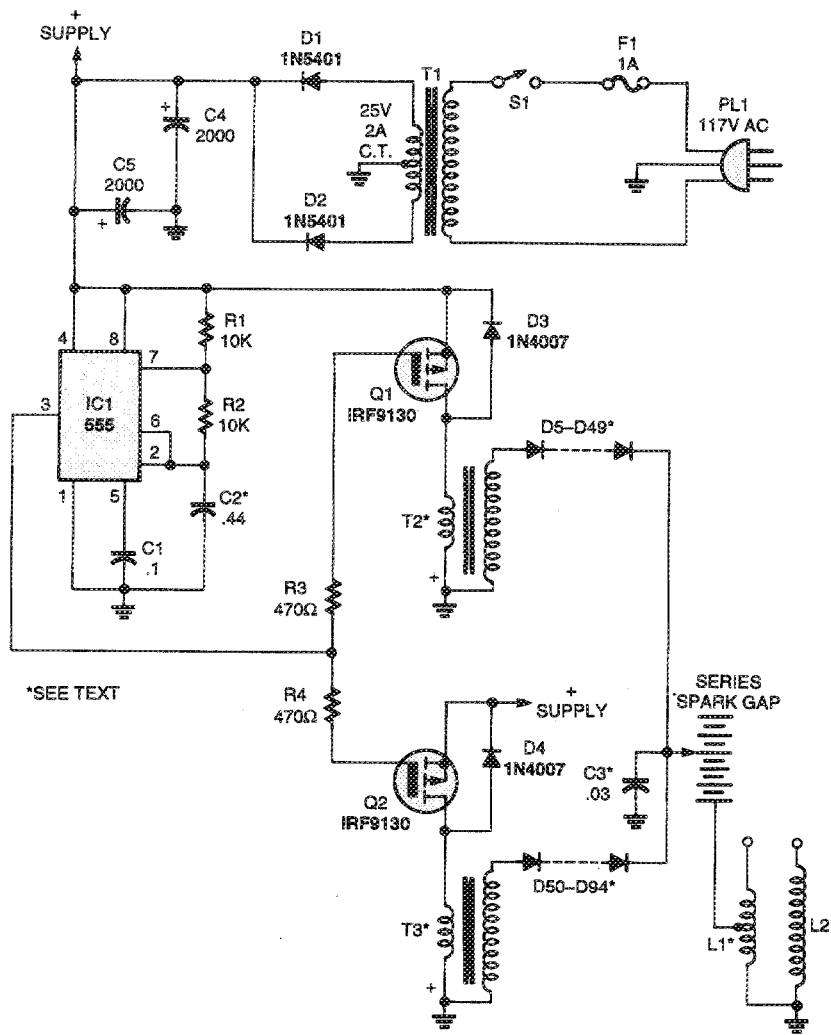 +
SUPPLY
D1
1N5401
T1
F1
1A
S1
PL1
117V AC
25V
2A
C.T.
+
C4
2000
C5
2000
+
D2
1N5401
4
8
7
3
6
2
1
5
IC1
555
R1
10K
R2
10K
C2*
.44
C1
.1
Q1
IRF9130
D3
1N4007
D5–D49*
T2*
+
R3
470Ω
R4
470Ω
*SEE TEXT
+
SUPPLY
D4
1N4007
Q2
IRF9130
SERIES
*SPARK GAP
C3*
.03
D50–D94*
T3*
+
L1*
L2